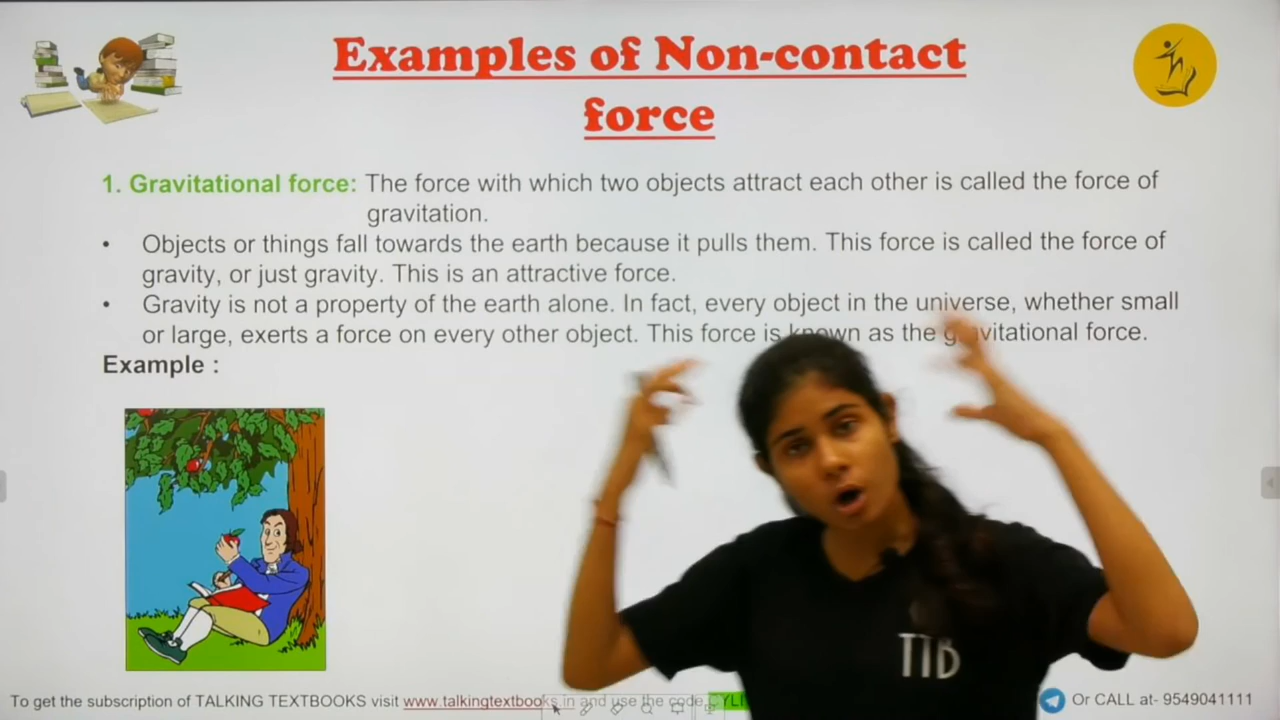 Examples of Non-contact
force
1. Gravitational force: The force with which two objects attract each other is called the force of
gravitation.
• Objects or things fall towards the earth because it pulls them. This force is called the force of
gravity, or just gravity. This is an attractive force.
• Gravity is not a property of the earth alone. In fact, every object in the universe, whether small
or large, exerts a force on every other object. This force is known as the gravitational force.
Example :
TTB
To get the subscription of TALKING TEXTBOOKS visit www.talkingtextbooks.in and use the code
Or CALL at- 9549041111